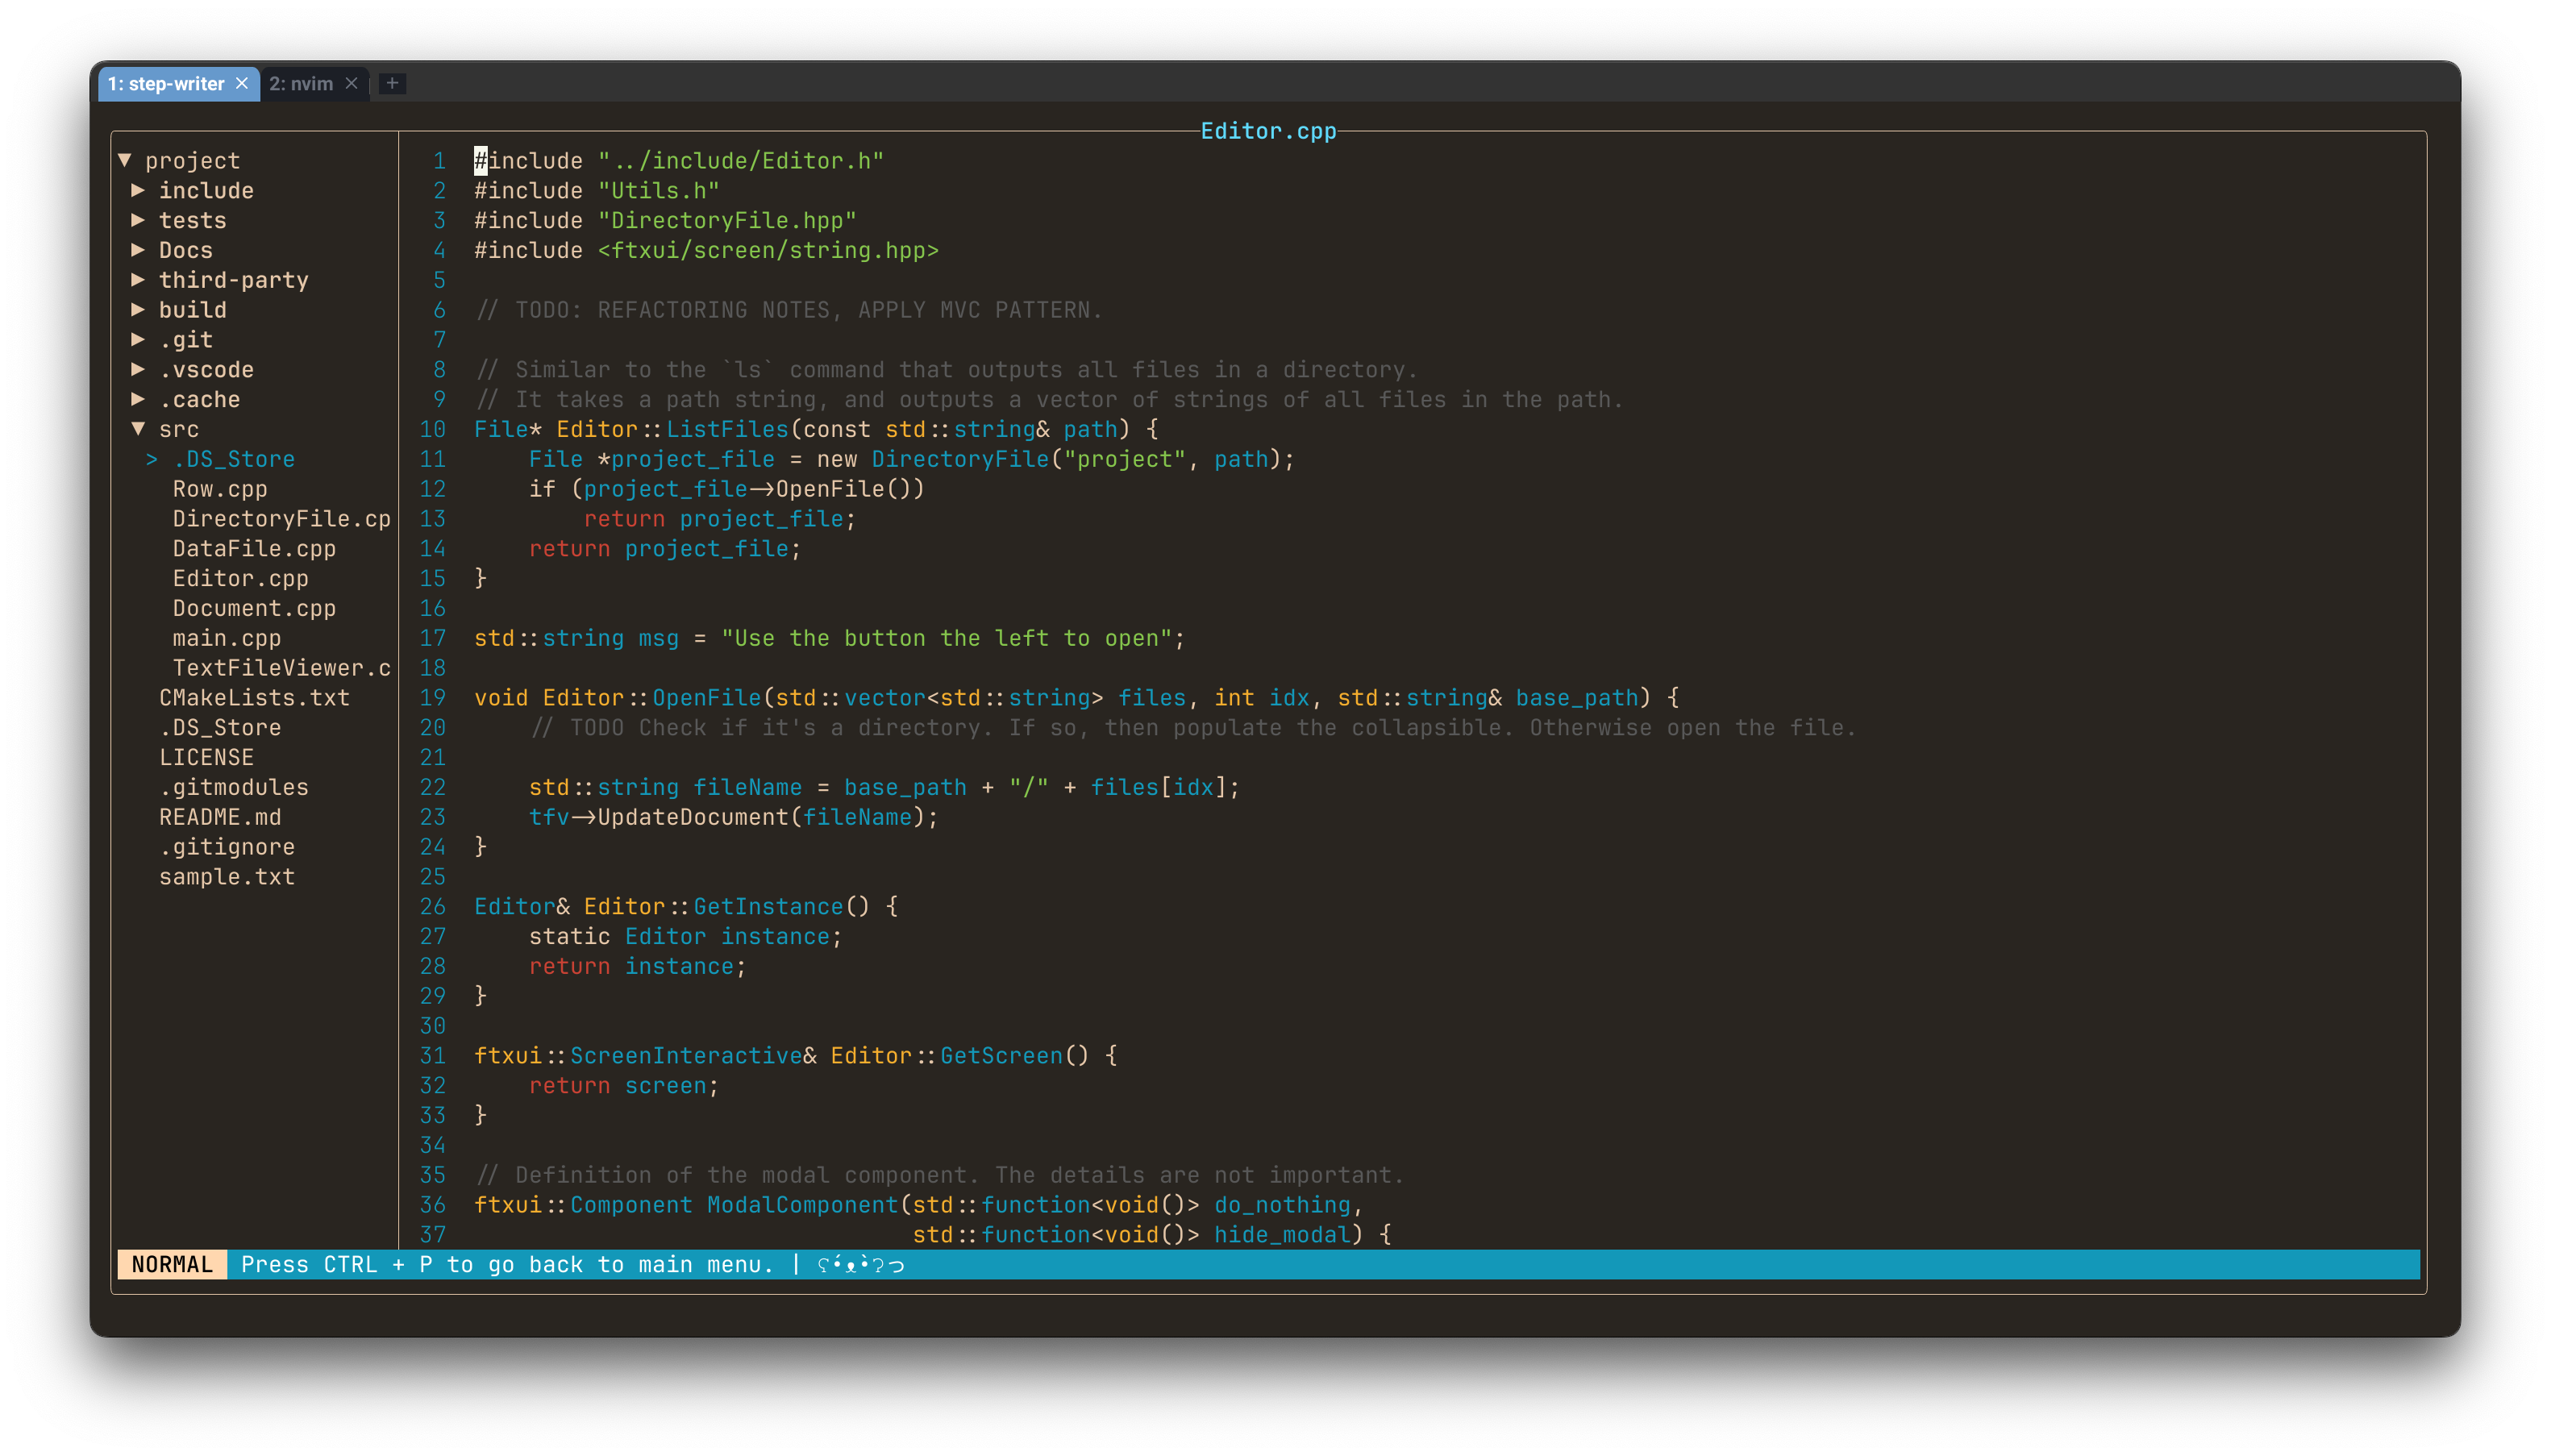 1: step-writer × 2: nvim × +
Editor.cpp
▼ project
▶ include
▶ tests
▶ Docs
▶ third-party
▶ build
▶ .git
▶ .vscode
▶ .cache
▼ src
> .DS_Store
Row.cpp
DirectoryFile.cp
DataFile.cpp
Editor.cpp
Document.cpp
main.cpp
TextFileViewer.c
CMakeLists.txt
.DS_Store
LICENSE
.gitmodules
README.md
.gitignore
sample.txt
1 #include "../include/Editor.h"
2 #include "Utils.h"
3 #include "DirectoryFile.hpp"
4 #include <ftxui/screen/string.hpp>
5
6 // TODO: REFACTORING NOTES, APPLY MVC PATTERN.
7
8 // Similar to the `ls` command that outputs all files in a directory.
9 // It takes a path string, and outputs a vector of strings of all files in the path.
10 File* Editor::ListFiles(const std::string& path) {
11     File *project_file = new DirectoryFile("project", path);
12     if (project_file->OpenFile())
13         return project_file;
14     return project_file;
15 }
16
17 std::string msg = "Use the button the left to open";
18
19 void Editor::OpenFile(std::vector<std::string> files, int idx, std::string& base_path) {
20     // TODO Check if it's a directory. If so, then populate the collapsible. Otherwise open the file.
21
22     std::string fileName = base_path + "/" + files[idx];
23     tfv->UpdateDocument(fileName);
24 }
25
26 Editor& Editor::GetInstance() {
27     static Editor instance;
28     return instance;
29 }
30
31 ftxui::ScreenInteractive& Editor::GetScreen() {
32     return screen;
33 }
34
35 // Definition of the modal component. The details are not important.
36 ftxui::Component ModalComponent(std::function<void()> do_nothing,
37                                 std::function<void()> hide_modal) {
NORMAL Press CTRL + P to go back to main menu. | ʕ•́ᴥ•̀ʔっ